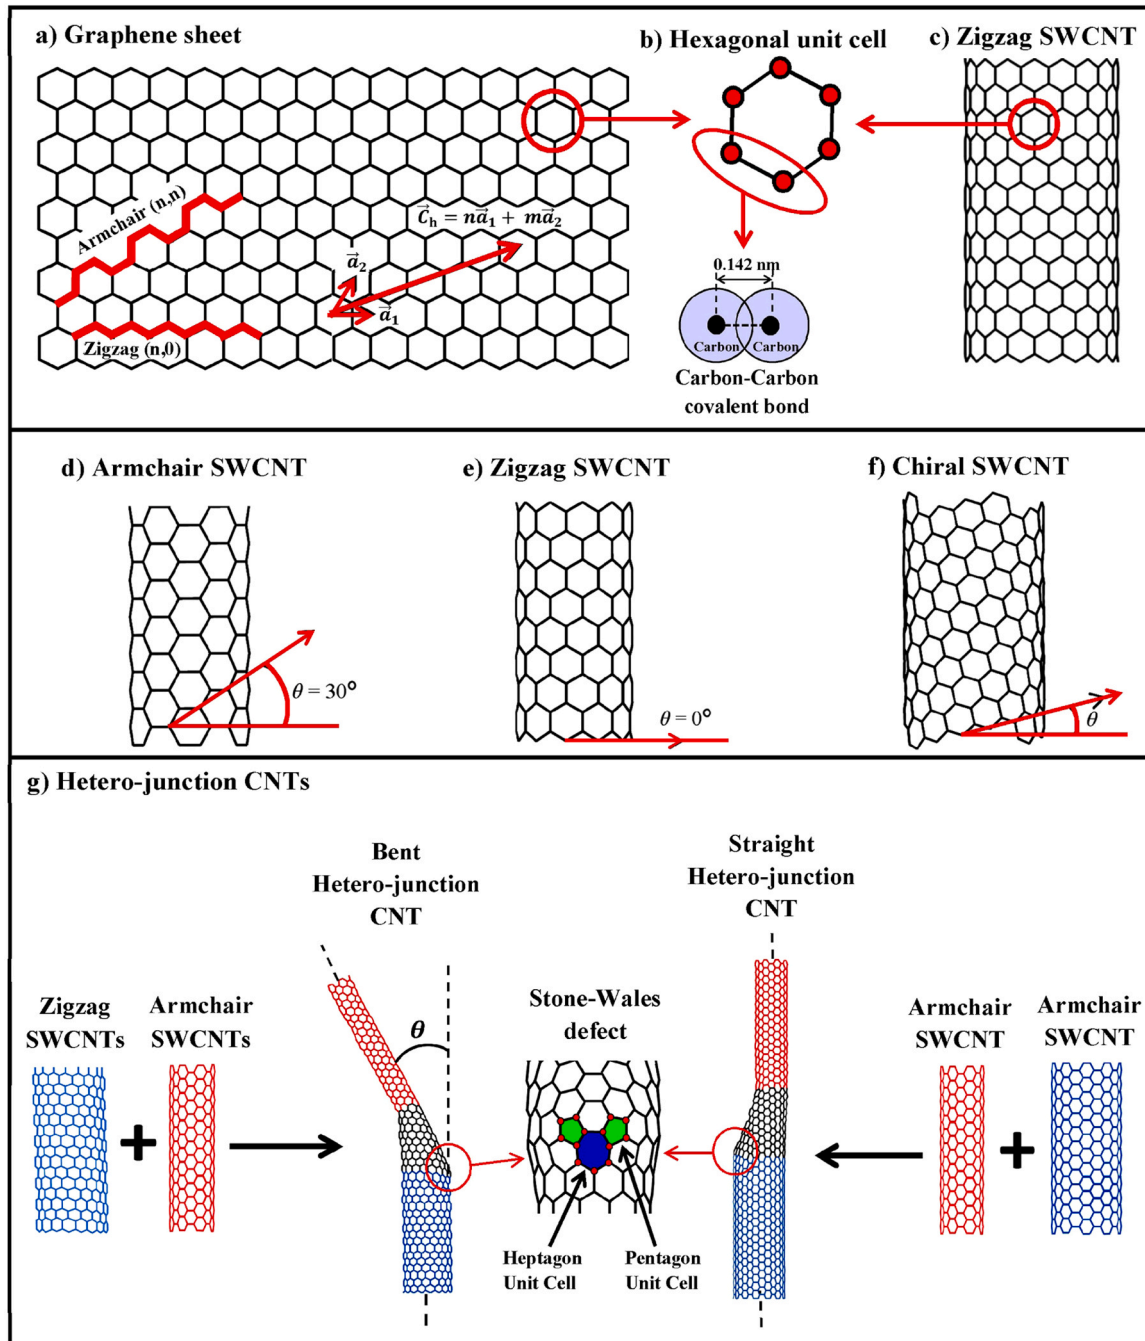 a) Graphene sheet
b) Hexagonal unit cell
c) Zigzag SWCNT
Armchair (n,n)
C⃗h = na⃗1 + ma⃗2
a⃗2
a⃗1
Zigzag (n,0)
0.142 nm
Carbon Carbon
Carbon-Carbon
covalent bond
d) Armchair SWCNT
e) Zigzag SWCNT
f) Chiral SWCNT
θ = 30°
θ = 0°
θ
g) Hetero-junction CNTs
Bent
Hetero-junction
CNT
Straight
Hetero-junction
CNT
Zigzag
SWCNTs
+
Armchair
SWCNTs
θ
Stone-Wales
defect
Heptagon
Unit Cell
Pentagon
Unit Cell
Armchair
SWCNT
+
Armchair
SWCNT